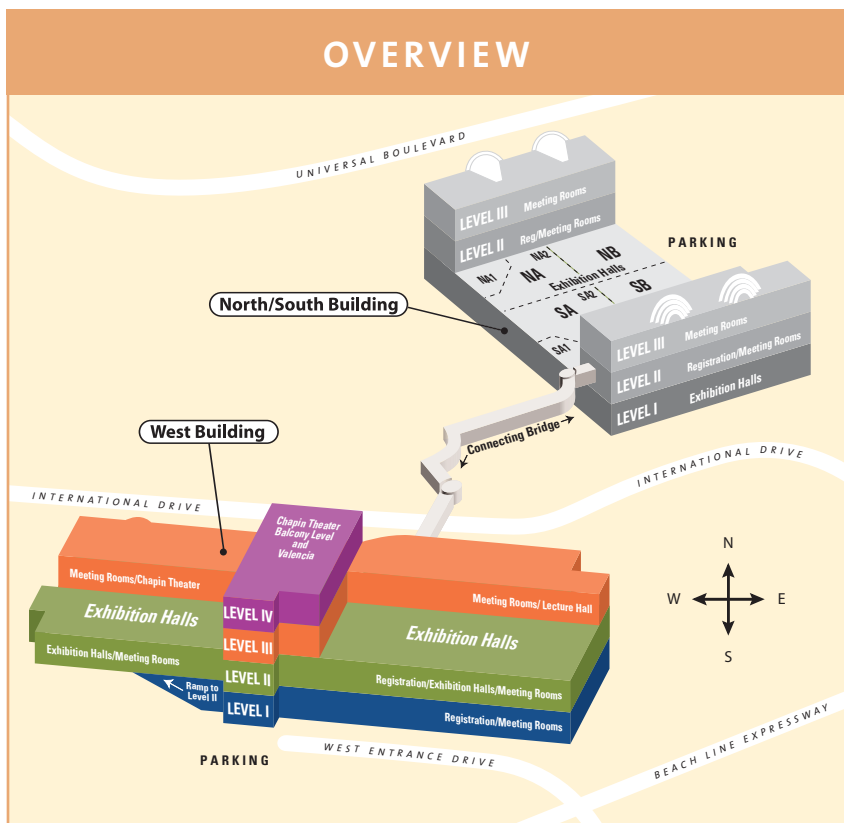 OVERVIEW
UNIVERSAL BOULEVARD
LEVEL III
Meeting Rooms
LEVEL II
Reg/Meeting Rooms
PARKING
NA1
NA
NA2
NB
Exhibition Halls
SA
SA2
SB
SA1
North/South Building
LEVEL III
Meeting Rooms
LEVEL II
Registration/Meeting Rooms
LEVEL I
Exhibition Halls
Connecting Bridge
West Building
INTERNATIONAL DRIVE
INTERNATIONAL DRIVE
Chapin Theater
Balcony Level
and
Valencia
Meeting Rooms/Chapin Theater
Meeting Rooms/ Lecture Hall
LEVEL IV
Exhibition Halls
Exhibition Halls
LEVEL III
Exhibition Halls/Meeting Rooms
LEVEL II
Registration/Exhibition Halls/Meeting Rooms
Ramp to
Level II
LEVEL I
Registration/Meeting Rooms
N
W
E
S
PARKING
WEST ENTRANCE DRIVE
BEACH LINE EXPRESSWAY